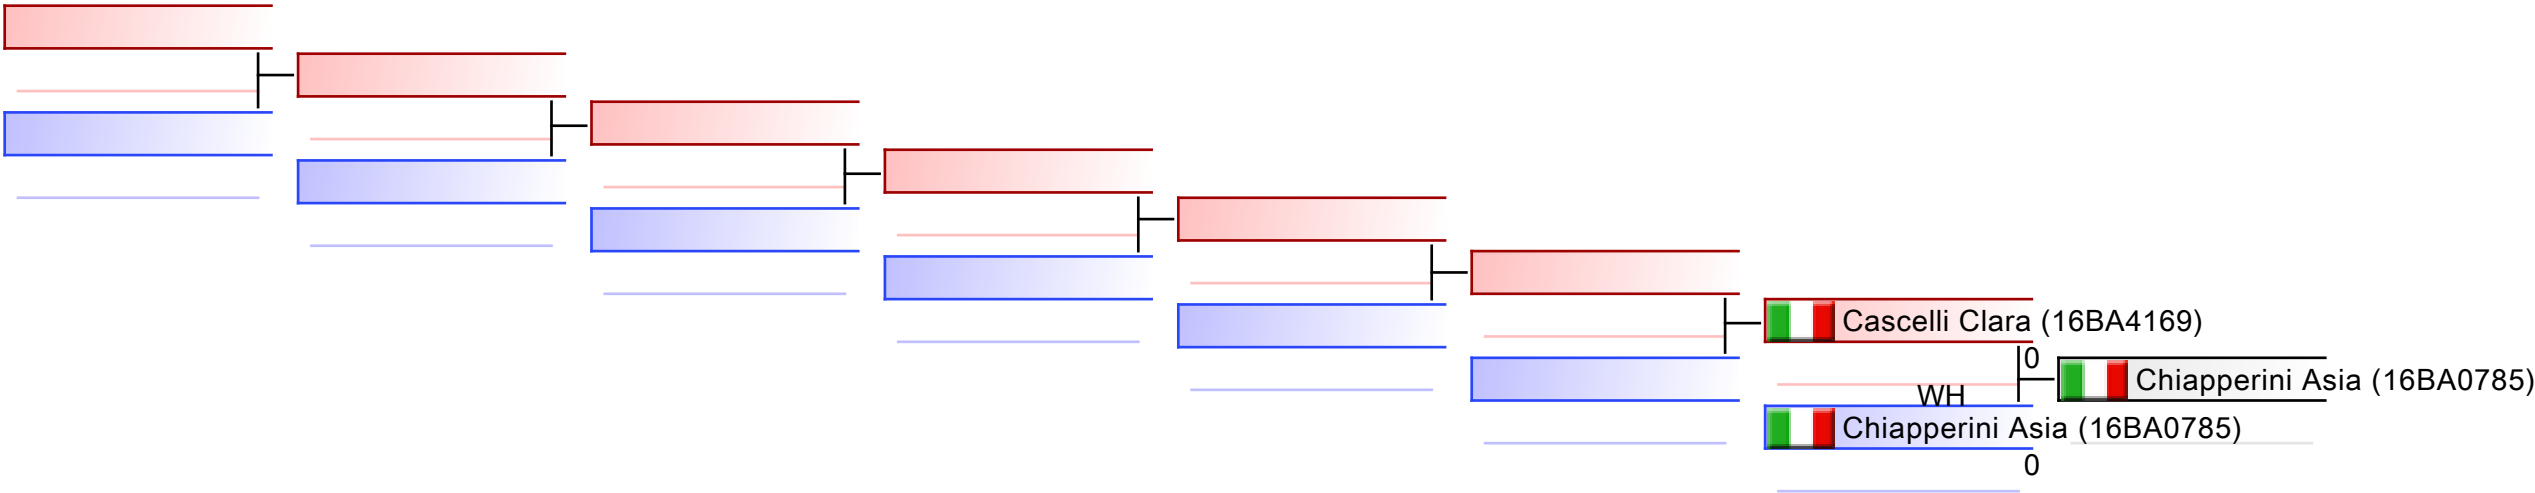 Cascelli Clara (16BA4169)
0
Chiapperini Asia (16BA0785)
WH
Chiapperini Asia (16BA0785)
0